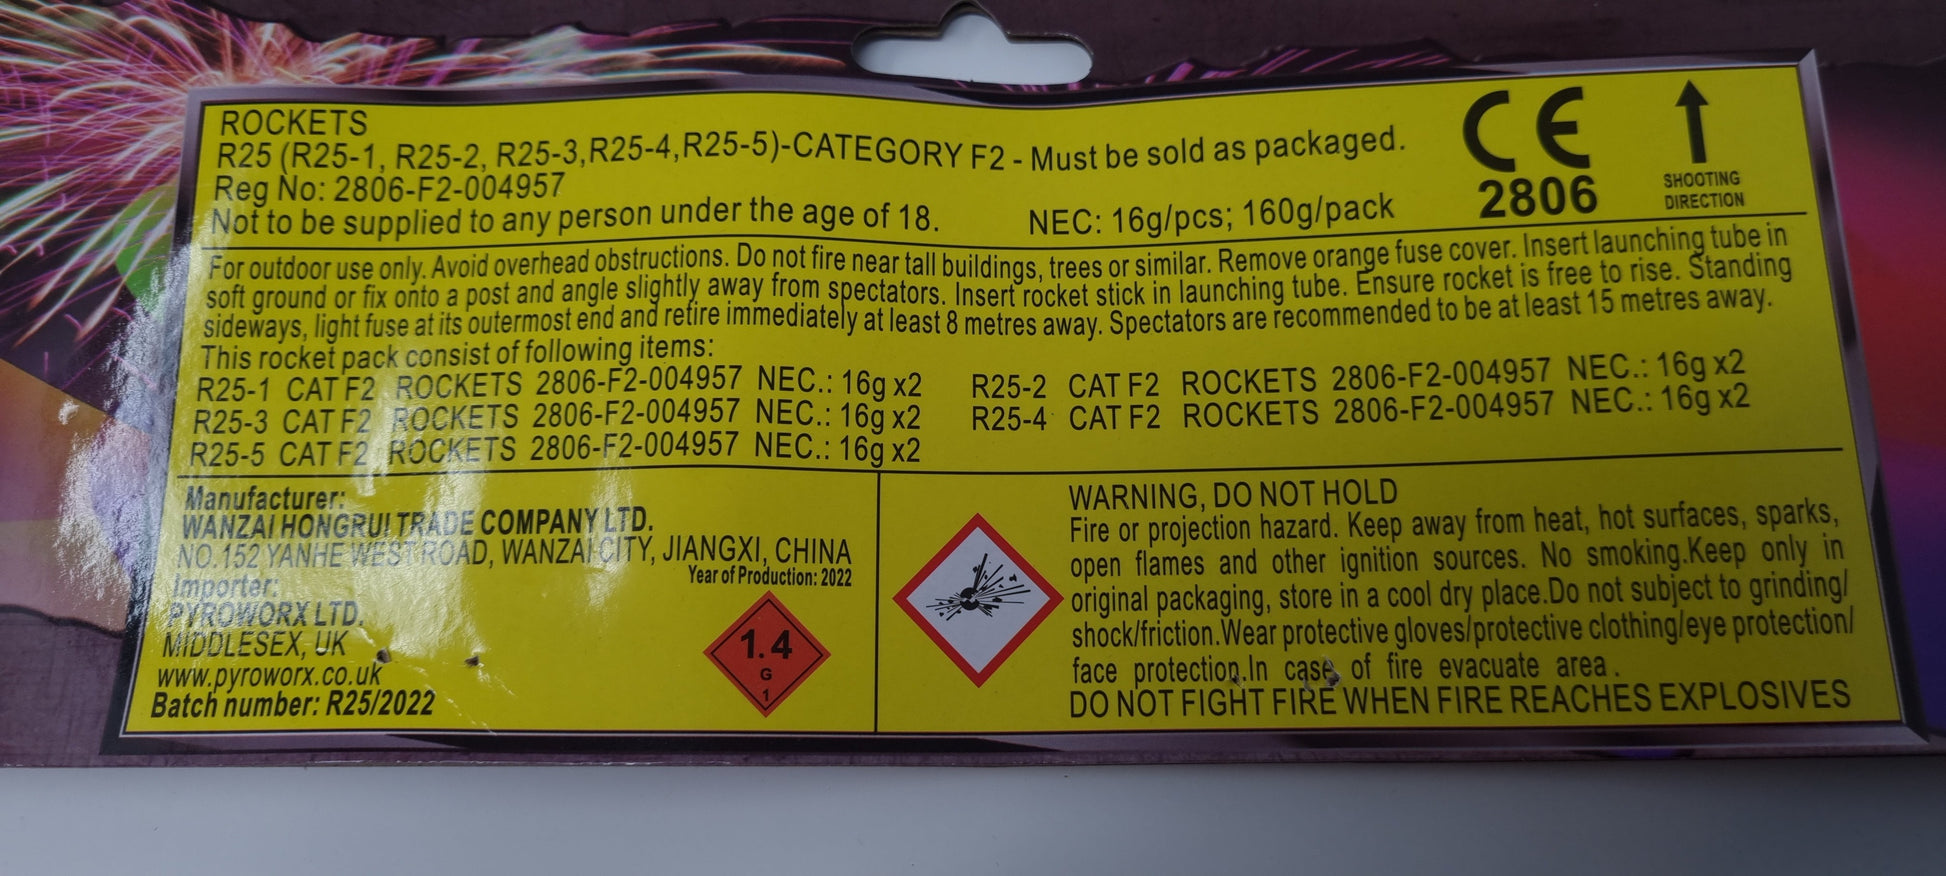 ROCKETS
R25 (R25-1, R25-2, R25-3,R25-4,R25-5)-CATEGORY F2 - Must be sold as packaged.
Reg No: 2806-F2-004957
Not to be supplied to any person under the age of 18. NEC: 16g/pcs; 160g/pack
CE
2806
SHOOTING
DIRECTION
For outdoor use only. Avoid overhead obstructions. Do not fire near tall buildings, trees or similar. Remove orange fuse cover. Insert launching tube in
soft ground or fix onto a post and angle slightly away from spectators. Insert rocket stick in launching tube. Ensure rocket is free to rise. Standing
sideways, light fuse at its outermost end and retire immediately at least 8 metres away. Spectators are recommended to be at least 15 metres away.
This rocket pack consist of following items:
R25-1 CAT F2 ROCKETS 2806-F2-004957 NEC.: 16g x2 R25-2 CAT F2 ROCKETS 2806-F2-004957 NEC.: 16g x2
R25-3 CAT F2 ROCKETS 2806-F2-004957 NEC.: 16g x2 R25-4 CAT F2 ROCKETS 2806-F2-004957 NEC.: 16g x2
R25-5 CAT F2 ROCKETS 2806-F2-004957 NEC.: 16g x2
Manufacturer:
WANZAI HONGRUI TRADE COMPANY LTD.
NO.152 YANHE WEST ROAD, WANZAI CITY, JIANGXI, CHINA
Year of Production: 2022
Importer:
PYROWORX LTD.
MIDDLESEX, UK
www.pyroworx.co.uk
Batch number: R25/2022
1.4
G
1
WARNING, DO NOT HOLD
Fire or projection hazard. Keep away from heat, hot surfaces, sparks,
open flames and other ignition sources. No smoking.Keep only in
original packaging, store in a cool dry place.Do not subject to grinding/
shock/friction.Wear protective gloves/protective clothing/eye protection/
face protection.In case of fire evacuate area.
DO NOT FIGHT FIRE WHEN FIRE REACHES EXPLOSIVES